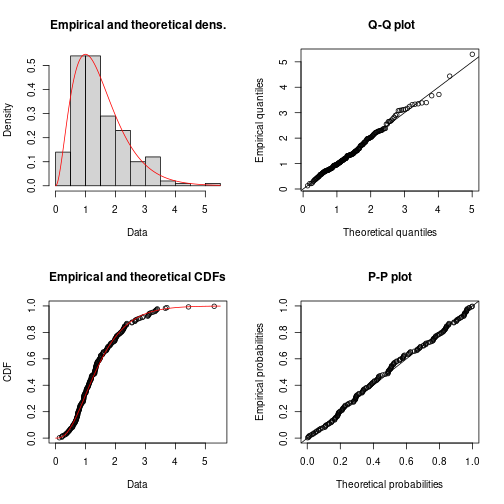 Empirical and theoretical dens.
Density
0.0 0.1 0.2 0.3 0.4 0.5
0 1 2 3 4 5
Data
Q-Q plot
Empirical quantiles
0 1 2 3 4 5
0 1 2 3 4 5
Theoretical quantiles
Empirical and theoretical CDFs
CDF
0.0 0.2 0.4 0.6 0.8 1.0
0 1 2 3 4 5
Data
P-P plot
Empirical probabilities
0.0 0.2 0.4 0.6 0.8 1.0
0.0 0.2 0.4 0.6 0.8 1.0
Theoretical probabilities